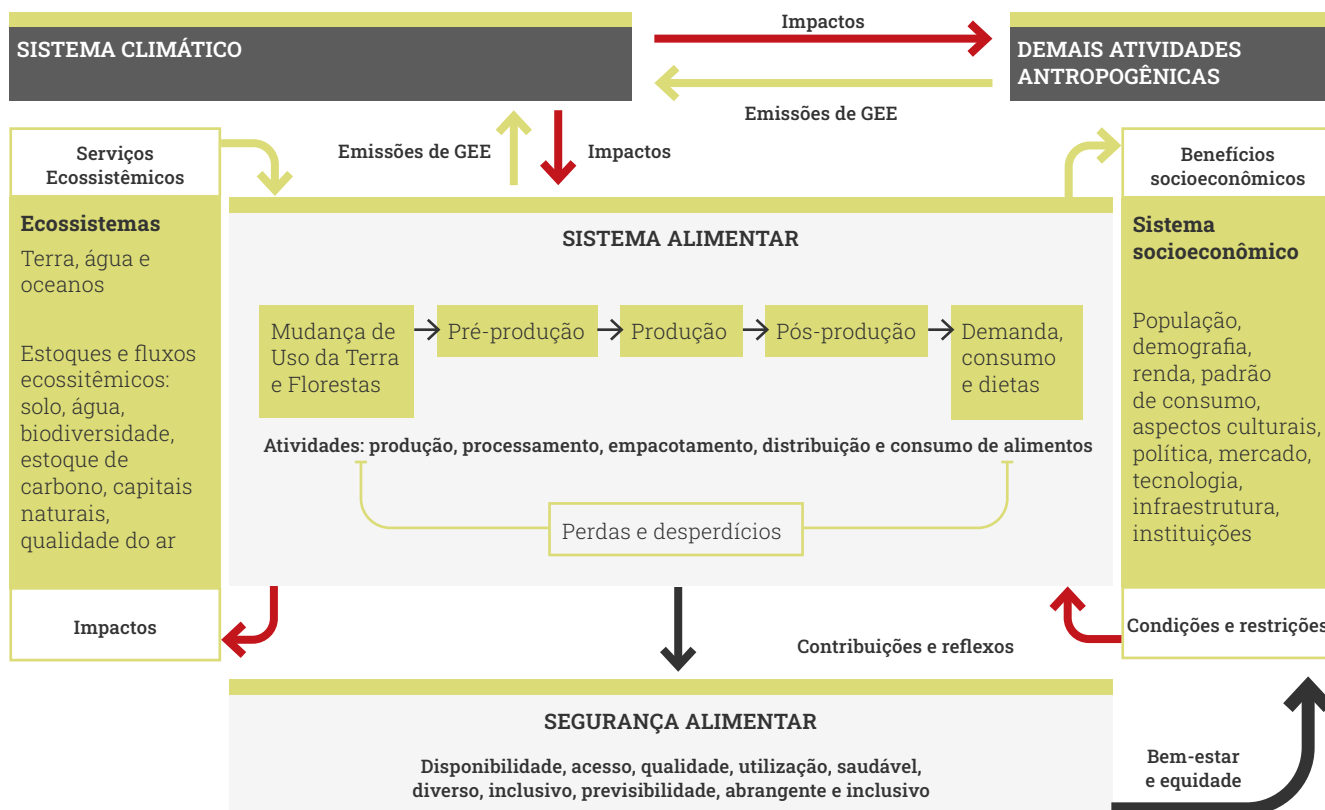 Impactos
SISTEMA CLIMÁTICO
DEMAIS ATIVIDADES
ANTROPOGÊNICAS
Emissões de GEE
Emissões de GEE
Impactos
Serviços
Ecossistêmicos
Benefícios
socioeconômicos
Ecossistemas
Terra, água e
oceanos
Estoques e fluxos
ecossitêmicos:
solo, água,
biodiversidade,
estoque de
carbono, capitais
naturais,
qualidade do ar
Impactos
SISTEMA ALIMENTAR
Mudança de
Uso da Terra
e Florestas
Pré-produção
Produção
Pós-produção
Demanda,
consumo
e dietas
Atividades: produção, processamento, empacotamento, distribuição e consumo de alimentos
Perdas e desperdícios
Sistema
socioeconômico
População,
demografia,
renda, padrão
de consumo,
aspectos culturais,
política, mercado,
tecnologia,
infraestrutura,
instituições
Condições e restrições
Contribuições e reflexos
SEGURANÇA ALIMENTAR
Disponibilidade, acesso, qualidade, utilização, saudável,
diverso, inclusivo, previsibilidade, abrangente e inclusivo
Bem-estar
e equidade